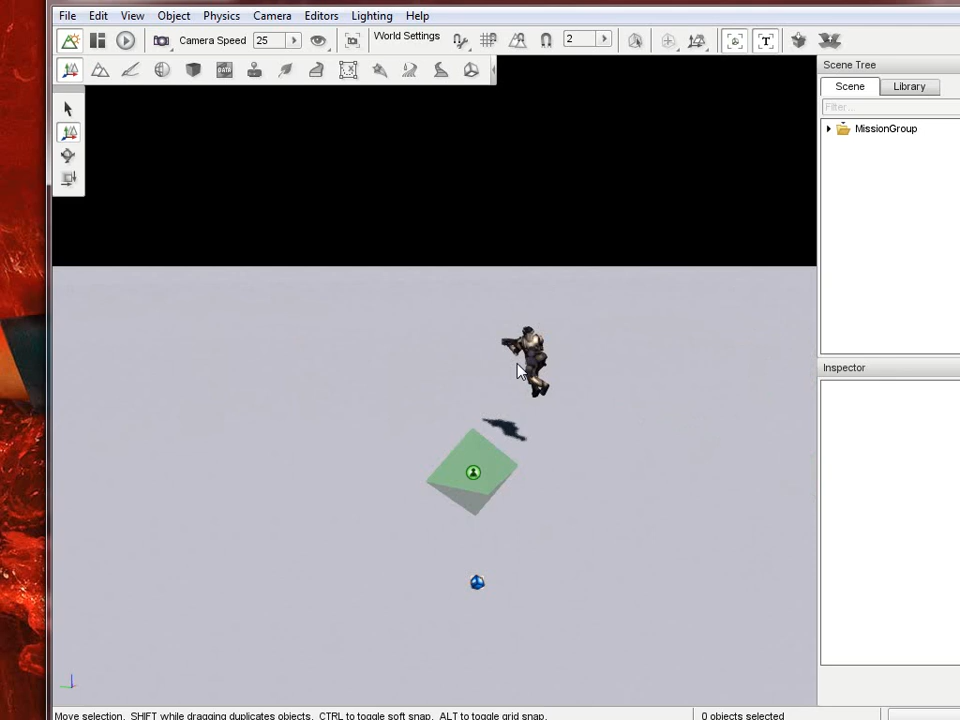 File Edit View Object Physics Camera Editors Lighting Help
Camera Speed 25 World Settings 2
T
DATA
Scene Tree
Scene Library
Filter...
MissionGroup
Inspector
Move selection. SHIFT while dragging duplicates objects. CTRL to toggle soft snap. ALT to toggle grid snap. 0 objects selected